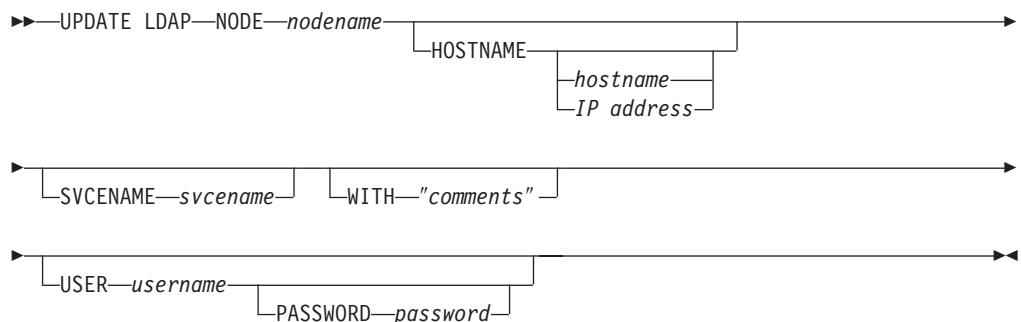 UPDATE LDAP NODE nodename
HOSTNAME
hostname
IP address
SVCENAME svcename WITH "comments"
USER username
PASSWORD password